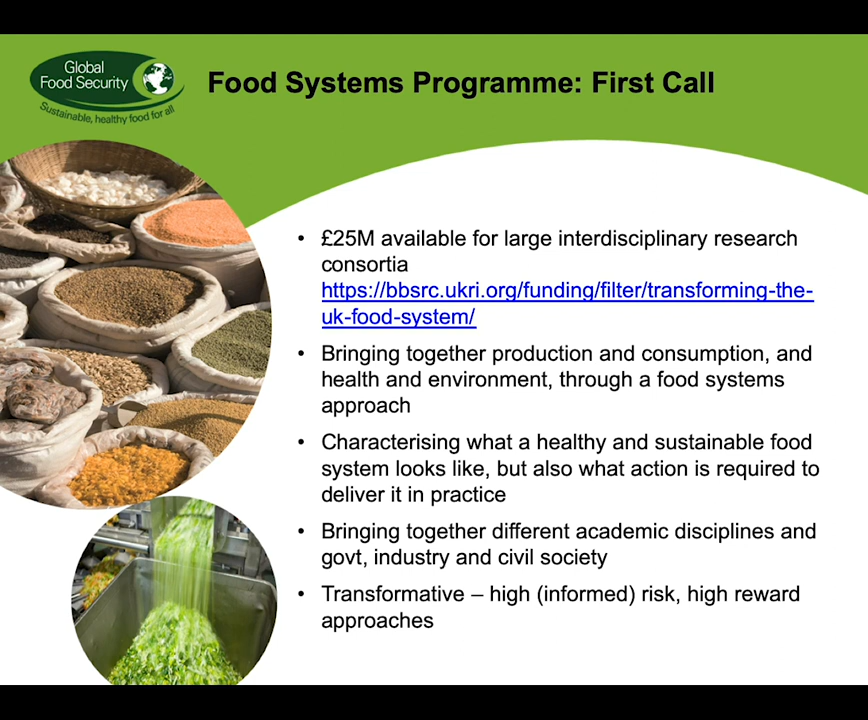 Global
Food Security
Sustainable, healthy food for all
Food Systems Programme: First Call
• £25M available for large interdisciplinary research
consortia
https://bbsrc.ukri.org/funding/filter/transforming-the-
uk-food-system/
• Bringing together production and consumption, and
health and environment, through a food systems
approach
• Characterising what a healthy and sustainable food
system looks like, but also what action is required to
deliver it in practice
• Bringing together different academic disciplines and
govt, industry and civil society
• Transformative – high (informed) risk, high reward
approaches